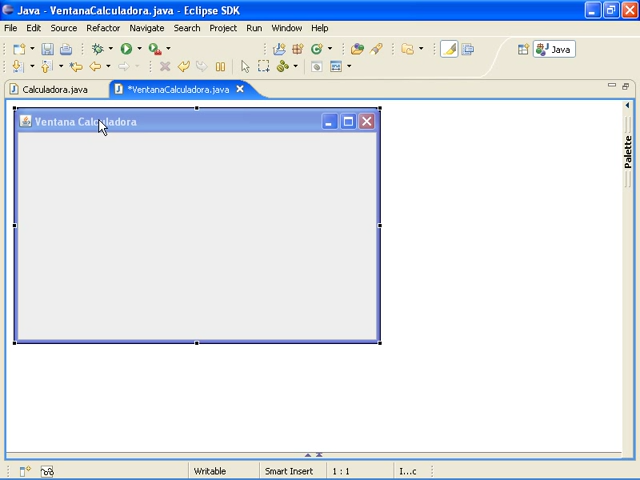 Java - VentanaCalculadora.java - Eclipse SDK
File Edit Source Refactor Navigate Search Project Run Window Help
Java
Calculadora.java *VentanaCalculadora.java
Ventana Calculadora
Palette
Writable Smart Insert 1 : 1 I...c